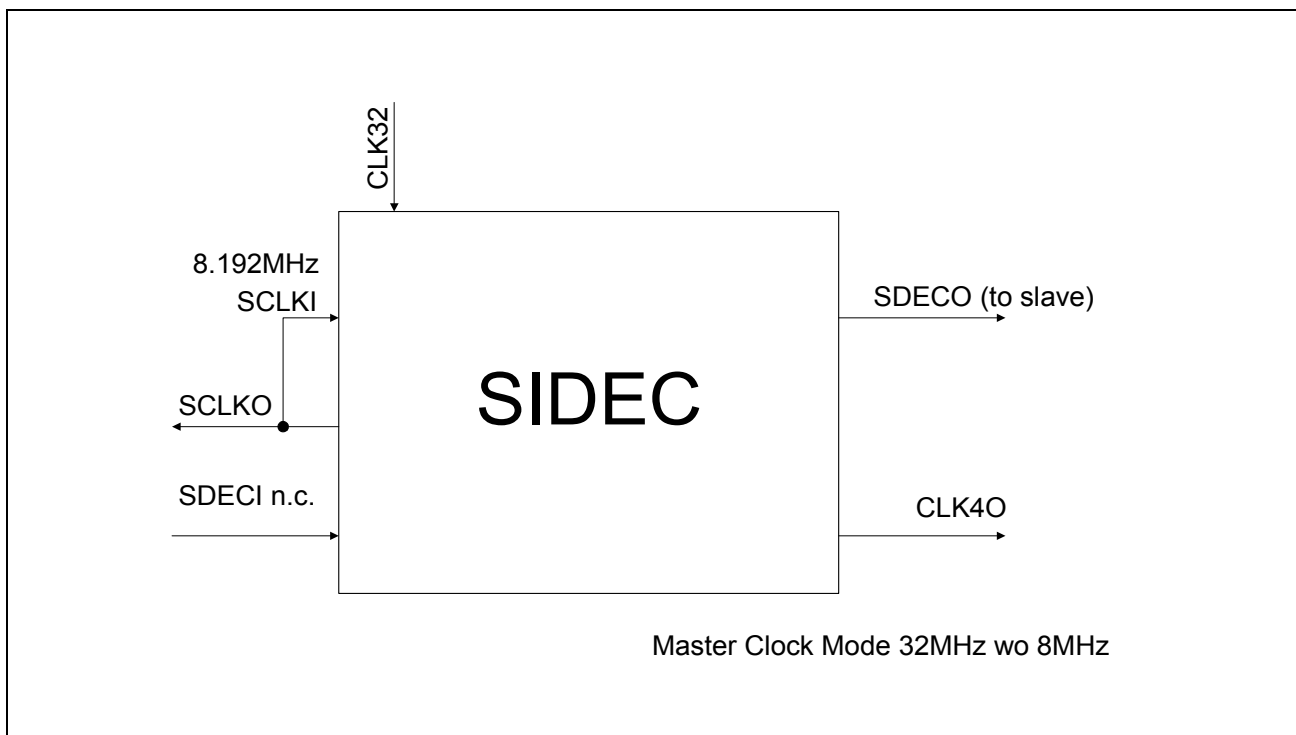 CLK32
8.192MHz
SCLKI
SDECO (to slave)
SIDEC
SCLKO
SDECI n.c.
CLK4O
Master Clock Mode 32MHz wo 8MHz